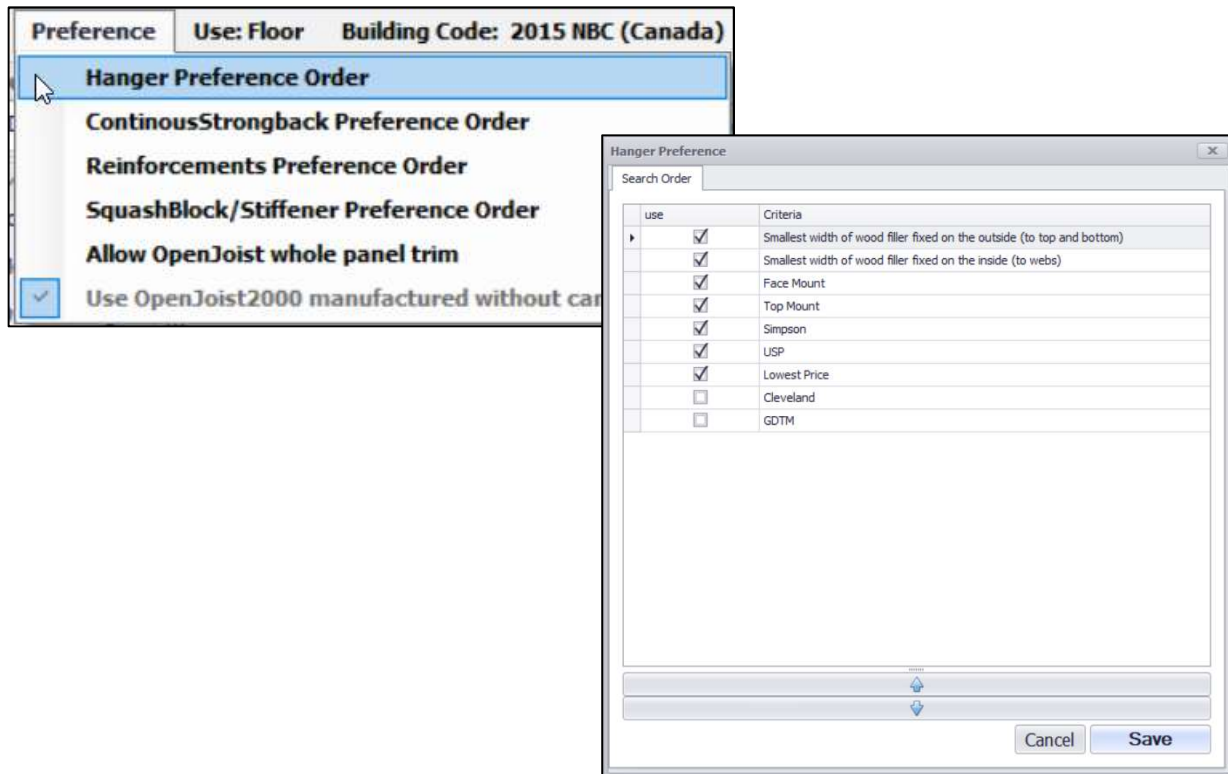 Preference Use: Floor Building Code: 2015 NBC (Canada)
Hanger Preference Order
ContinousStrongback Preference Order
Reinforcements Preference Order
SquashBlock/Stiffener Preference Order
Allow OpenJoist whole panel trim
Use OpenJoist2000 manufactured without
Hanger Preference
Search Order
use Criteria
Smallest width of wood filler fixed on the outside (to top and bottom)
Smallest width of wood filler fixed on the inside (to webs)
Face Mount
Top Mount
Simpson
USP
Lowest Price
Cleveland
GDTM
Cancel Save